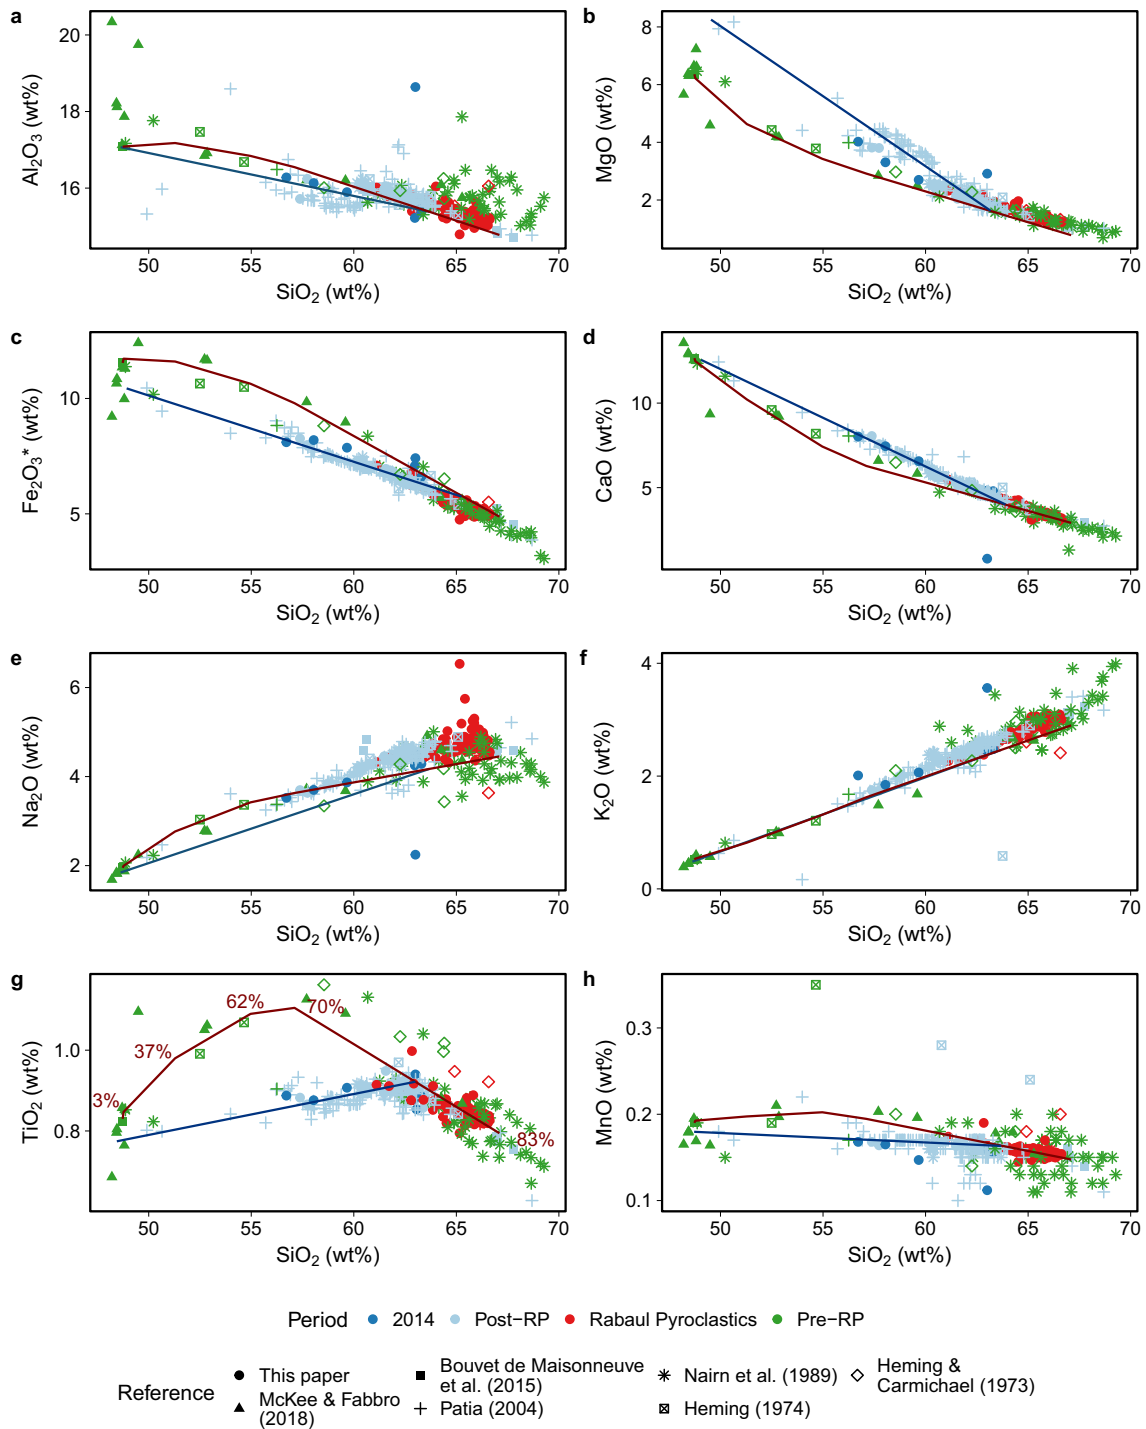 a
20
18
16
Al₂O₃ (wt%)
50 55 60 65 70
SiO₂ (wt%)
b
8
6
4
2
MgO (wt%)
50 55 60 65 70
SiO₂ (wt%)
c
10
5
Fe₂O₃* (wt%)
50 55 60 65 70
SiO₂ (wt%)
d
10
5
CaO (wt%)
50 55 60 65 70
SiO₂ (wt%)
e
6
4
2
Na₂O (wt%)
50 55 60 65 70
SiO₂ (wt%)
f
4
2
0
K₂O (wt%)
50 55 60 65 70
SiO₂ (wt%)
g
1.0
0.8
TiO₂ (wt%)
3%
37%
62%
70%
83%
50 55 60 65 70
SiO₂ (wt%)
h
0.3
0.2
0.1
MnO (wt%)
50 55 60 65 70
SiO₂ (wt%)
Period 2014 Post−RP Rabaul Pyroclastics Pre−RP
Reference
This paper
McKee & Fabbro
(2018)
Bouvet de Maisonneuve
et al. (2015)
Patia (2004)
Nairn et al. (1989)
Heming (1974)
Heming &
Carmichael (1973)